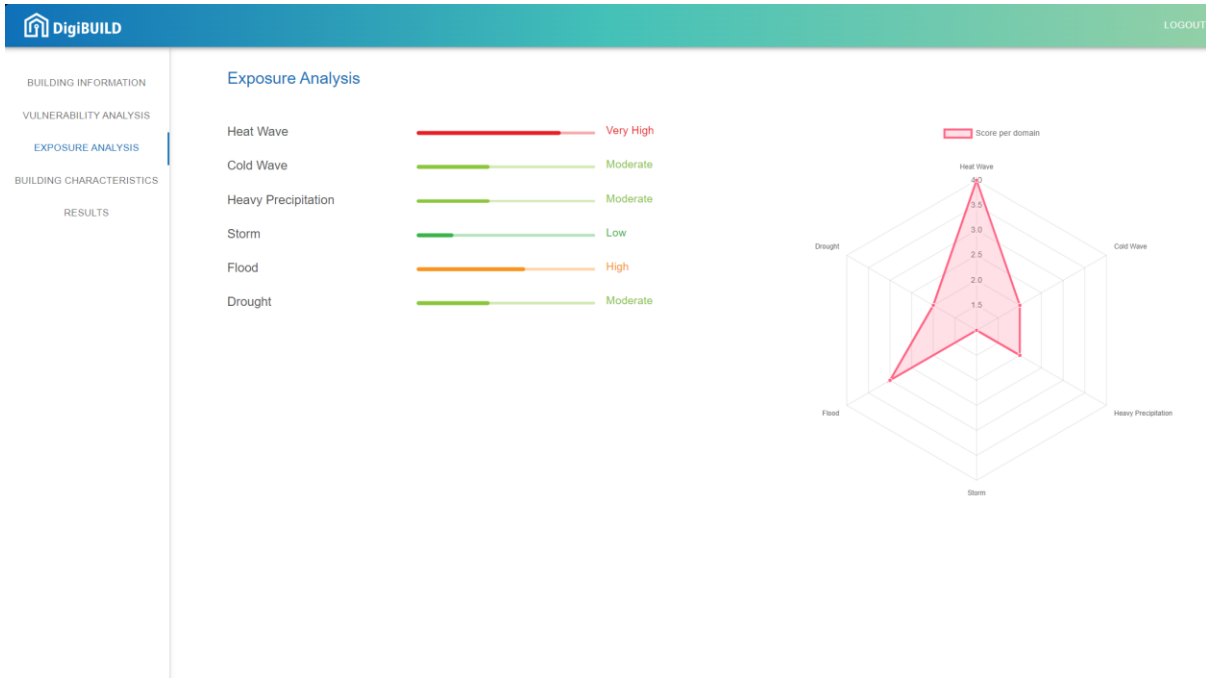 DigiBUILD
LOGOUT
BUILDING INFORMATION
VULNERABILITY ANALYSIS
EXPOSURE ANALYSIS
BUILDING CHARACTERISTICS
RESULTS
Exposure Analysis
Heat Wave Very High
Cold Wave Moderate
Heavy Precipitation Moderate
Storm Low
Flood High
Drought Moderate
Score per domain
Heat Wave
4.0
3.5
3.0
Drought 2.5 Cold Wave
2.0
1.5
Flood Heavy Precipitation
Storm